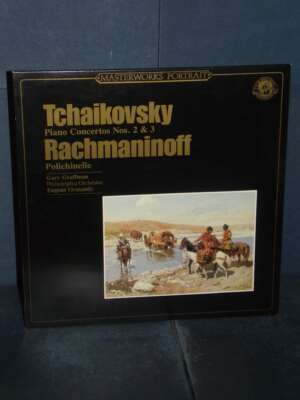 MASTERWORKS PORTRAIT
Tchaikovsky
Piano Concertos Nos. 2 & 3
Rachmaninoff
Polichinelle
Gary Graffman
Philadelphia Orchestra
Eugene Ormandy